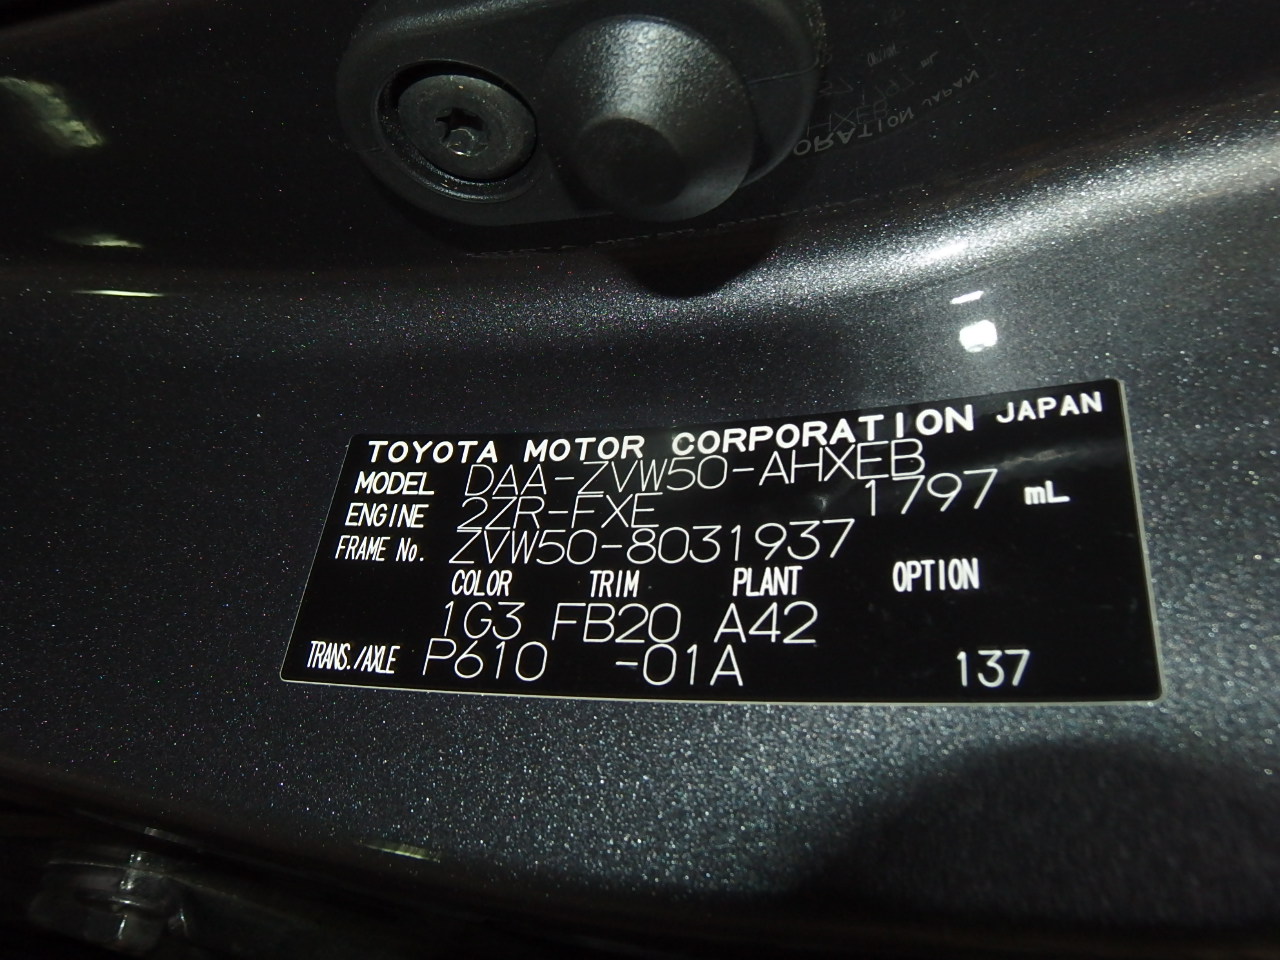 TOYOTA MOTOR CORPORATION JAPAN
MODEL DAA-ZVW50-AHXEB
ENGINE 2ZR-FXE 1797 mL
FRAME No. ZVW50-8031937
COLOR TRIM PLANT OPTION
1G3 FB20 A42
TRANS./AXLE P610 -01A 137